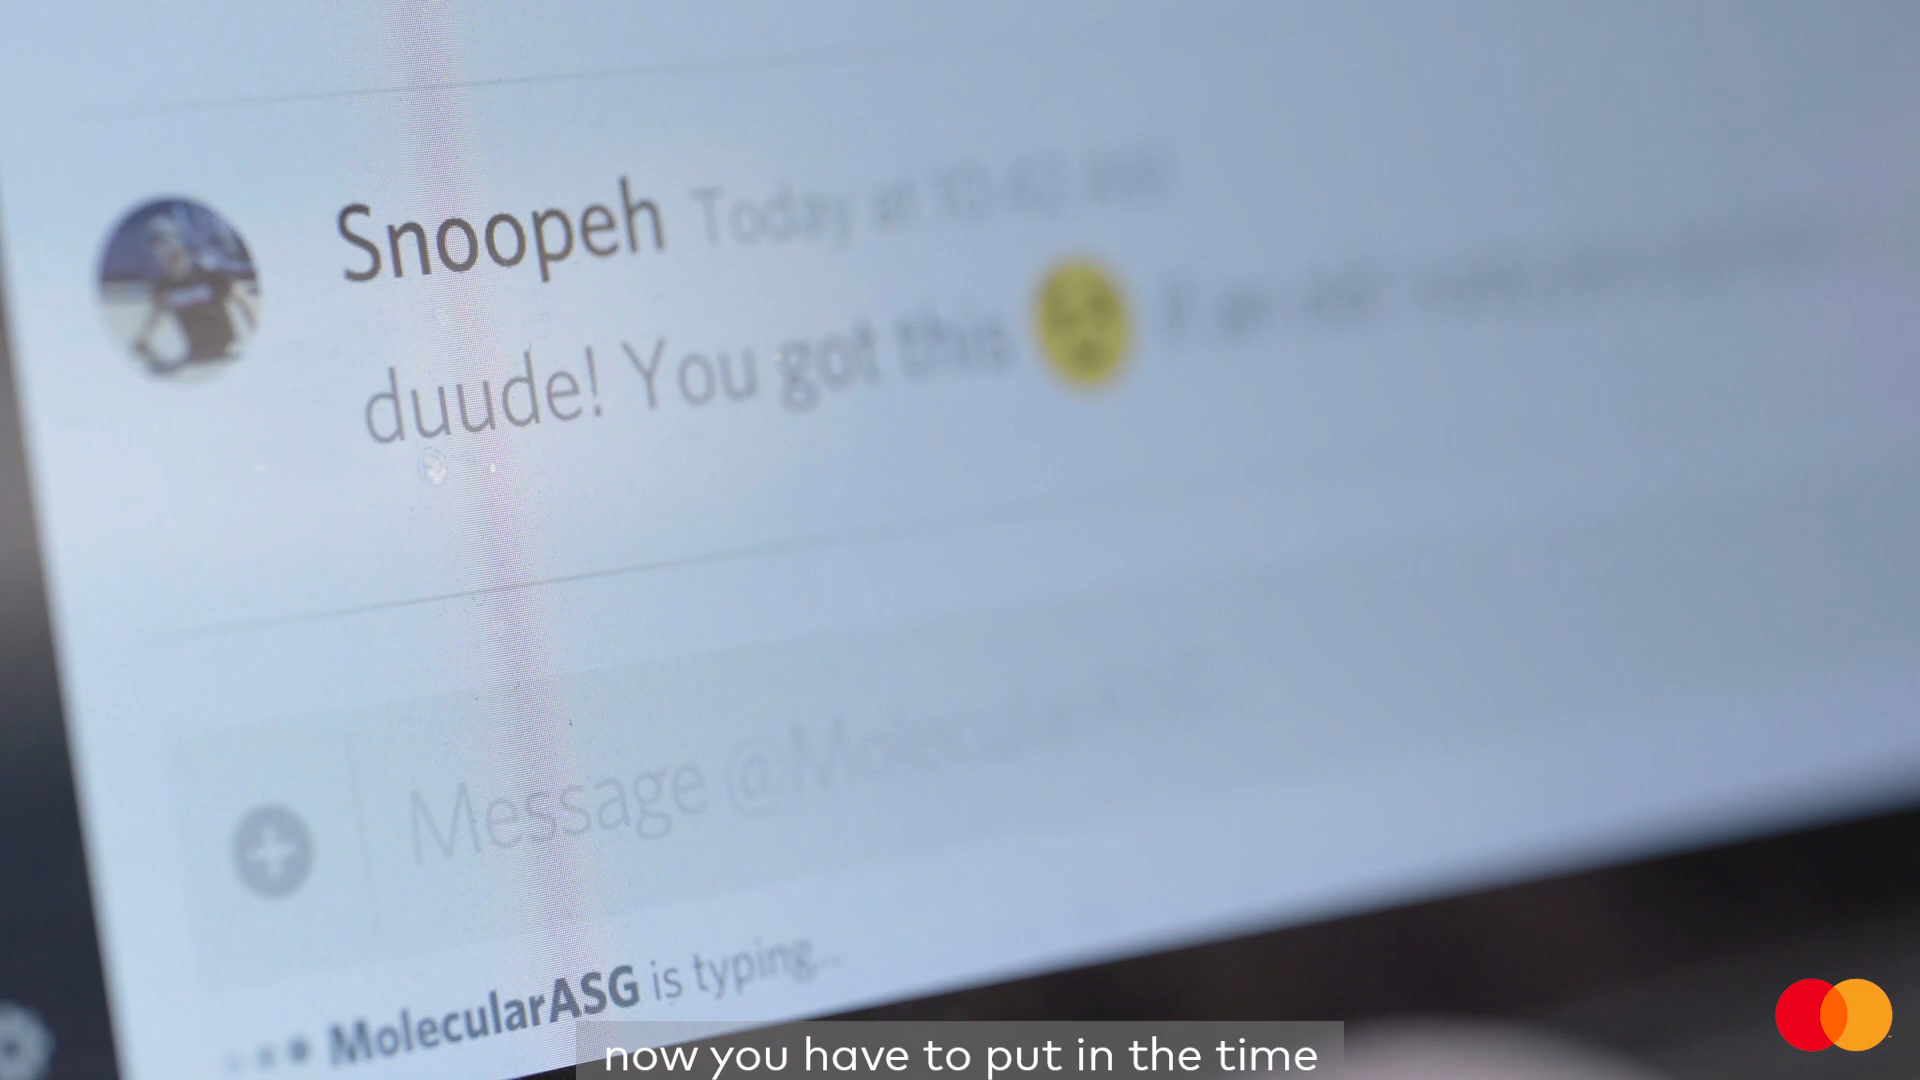 Snoopeh Today at
duude! You got this
Message @Molecular
MolecularASG is typing...
now you have to put in the time